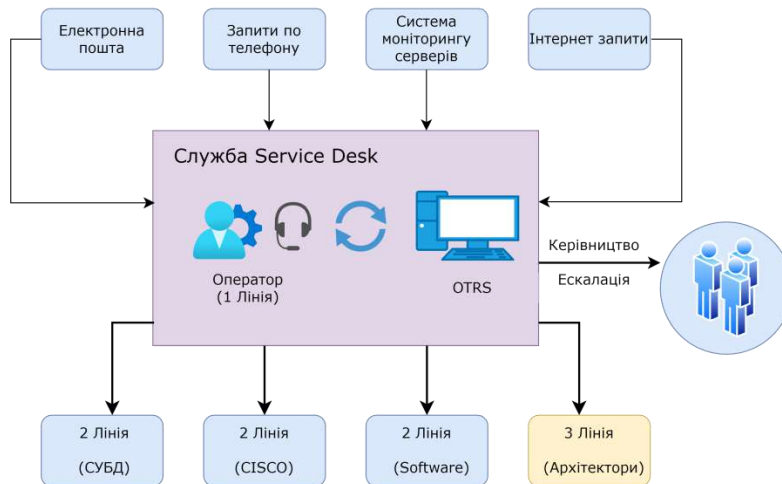 Електронна
пошта
Запити по
телефону
Система
моніторингу
серверів
Інтернет запити
Служба Service Desk
Оператор
(1 Лінія)
OTRS
Керівництво
Ескалація
2 Лінія
(СУБД)
2 Лінія
(CISCO)
2 Лінія
(Software)
3 Лінія
(Архітектори)